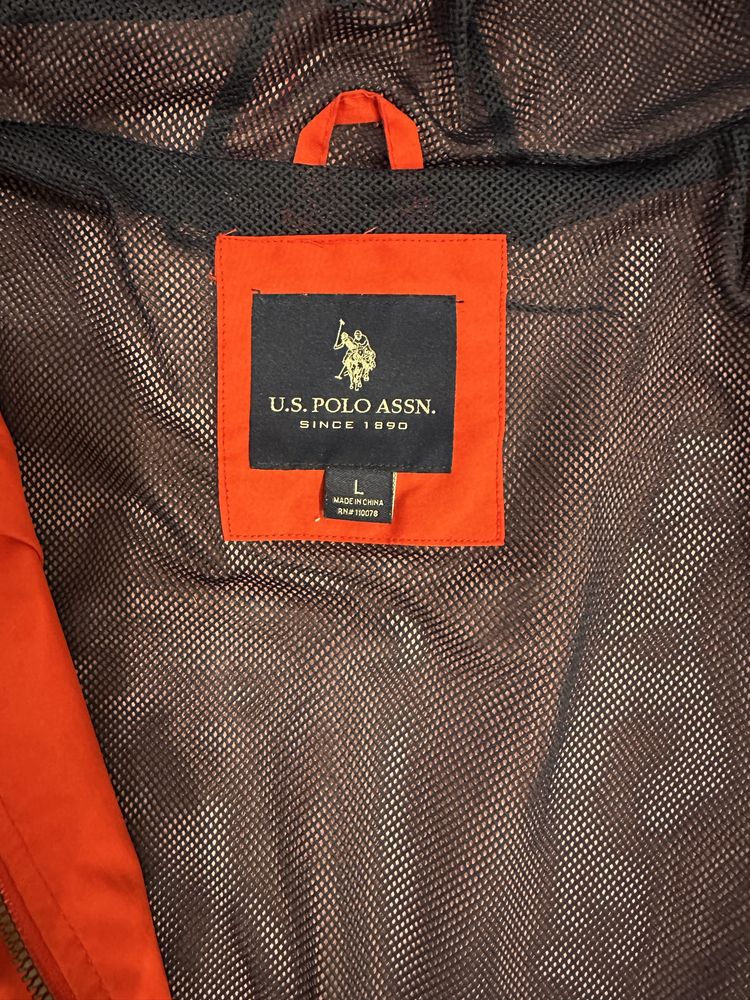 U.S. POLO ASSN.
SINCE 1890
L
MADE IN CHINA
RN# 110078